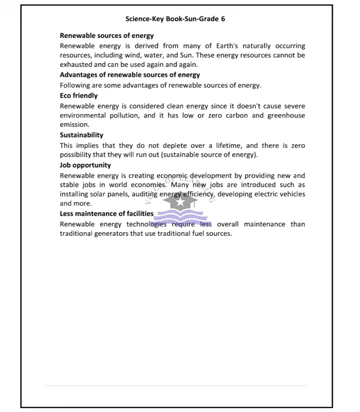 Science-Key Book-Sun-Grade 6
Renewable sources of energy
Renewable energy is derived from many of Earth's naturally occurring
resources, including wind, water, and Sun. These energy resources cannot be
exhausted and can be used again and again.
Advantages of renewable sources of energy
Following are some advantages of renewable sources of energy.
Eco friendly
Renewable energy is considered clean energy since it doesn't cause severe
environmental pollution, and it has low or zero carbon and greenhouse
emission.
Sustainability
This implies that they do not deplete over a lifetime, and there is zero
possibility that they will run out (sustainable source of energy).
Job opportunity
Renewable energy is creating economic development by providing new and
stable jobs in world economies. Many new jobs are introduced such as
installing solar panels, auditing energy efficiency, developing electric vehicles
and more.
Less maintenance of facilities
Renewable energy technologies require less overall maintenance than
traditional generators that use traditional fuel sources.